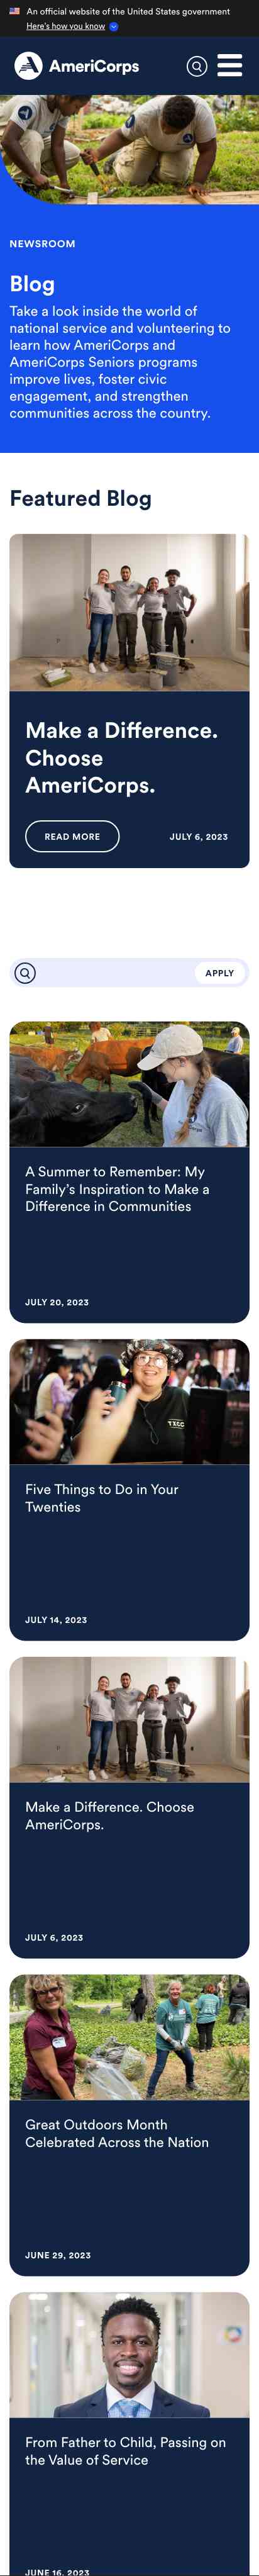 An official website of the United States government
Here's how you know
AmeriCorps
NEWSROOM
Blog
Take a look inside the world of
national service and volunteering to
learn how AmeriCorps and
AmeriCorps Seniors programs
improve lives, foster civic
engagement, and strengthen
communities across the country.
Featured Blog
Make a Difference.
Choose
AmeriCorps.
READ MORE
JULY 6, 2023
APPLY
A Summer to Remember: My
Family's Inspiration to Make a
Difference in Communities
JULY 20, 2023
Five Things to Do in Your
Twenties
JULY 14, 2023
Make a Difference. Choose
AmeriCorps.
JULY 6, 2023
Great Outdoors Month
Celebrated Across the Nation
JUNE 29, 2023
From Father to Child, Passing on
the Value of Service
JUNE 16, 2023